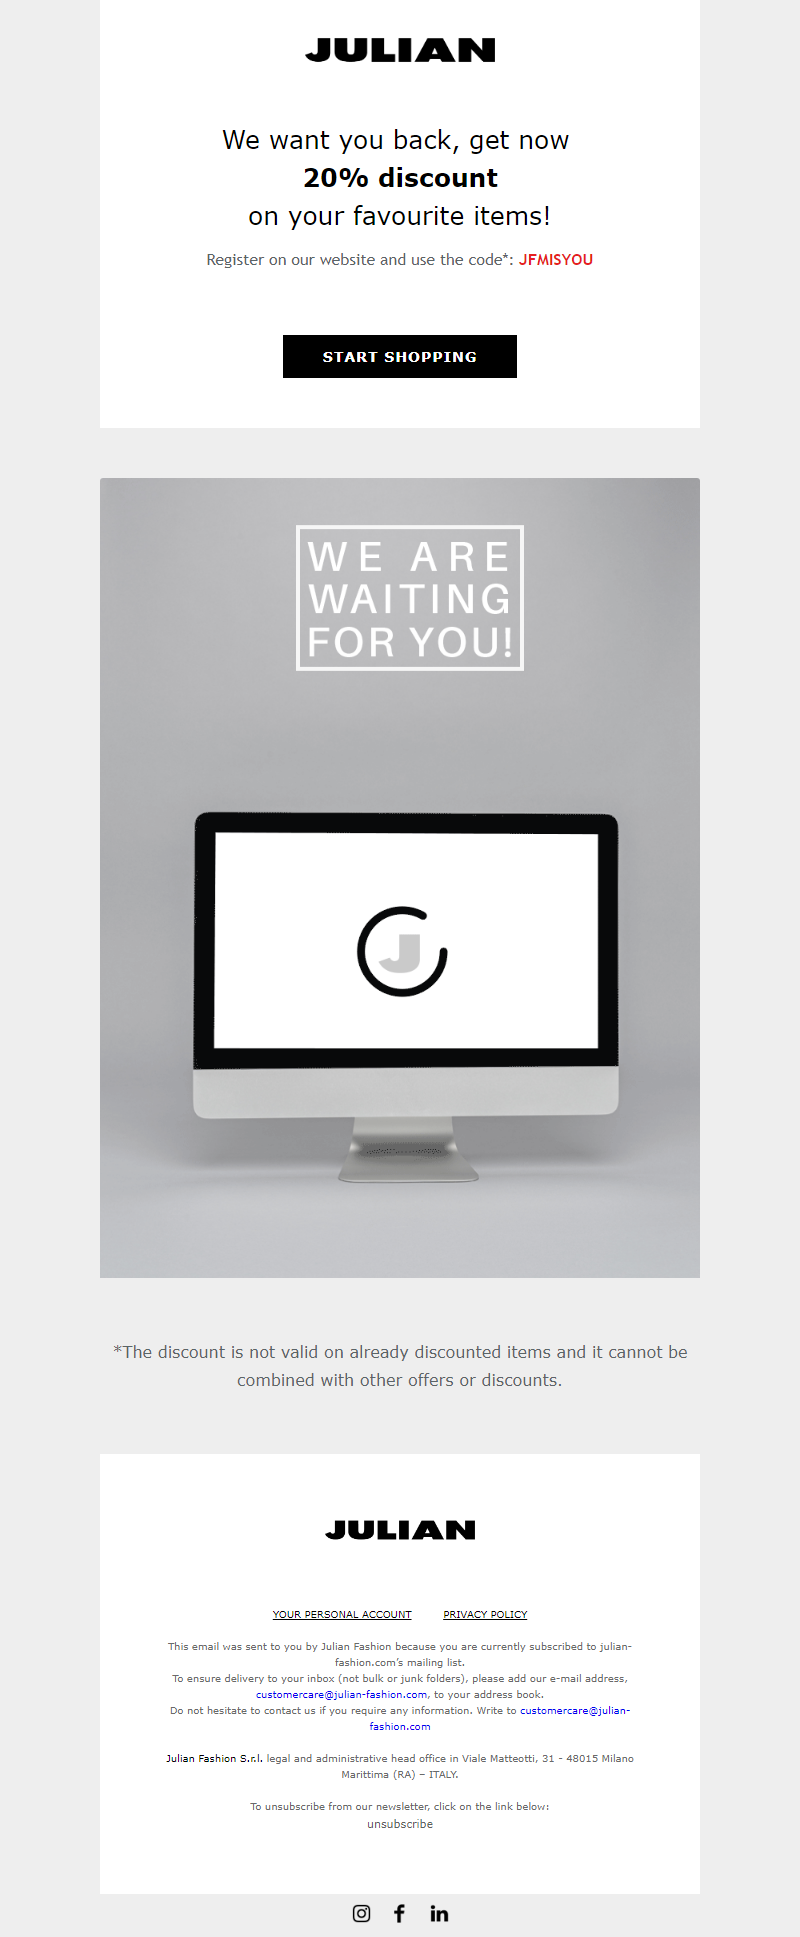 JULIAN
We want you back, get now
20% discount
on your favourite items!
Register on our website and use the code*: JFMISYOU
START SHOPPING
WE ARE
WAITING
FOR YOU!
J
*The discount is not valid on already discounted items and it cannot be
combined with other offers or discounts.
JULIAN
YOUR PERSONAL ACCOUNT PRIVACY POLICY
This email was sent to you by Julian Fashion because you are currently subscribed to julian-
fashion.com’s mailing list.
To ensure delivery to your inbox (not bulk or junk folders), please add our e-mail address,
customercare@julian-fashion.com, to your address book.
Do not hesitate to contact us if you require any information. Write to customercare@julian-
fashion.com
Julian Fashion S.r.l. legal and administrative head office in Viale Matteotti, 31 - 48015 Milano
Marittima (RA) – ITALY.
To unsubscribe from our newsletter, click on the link below:
unsubscribe